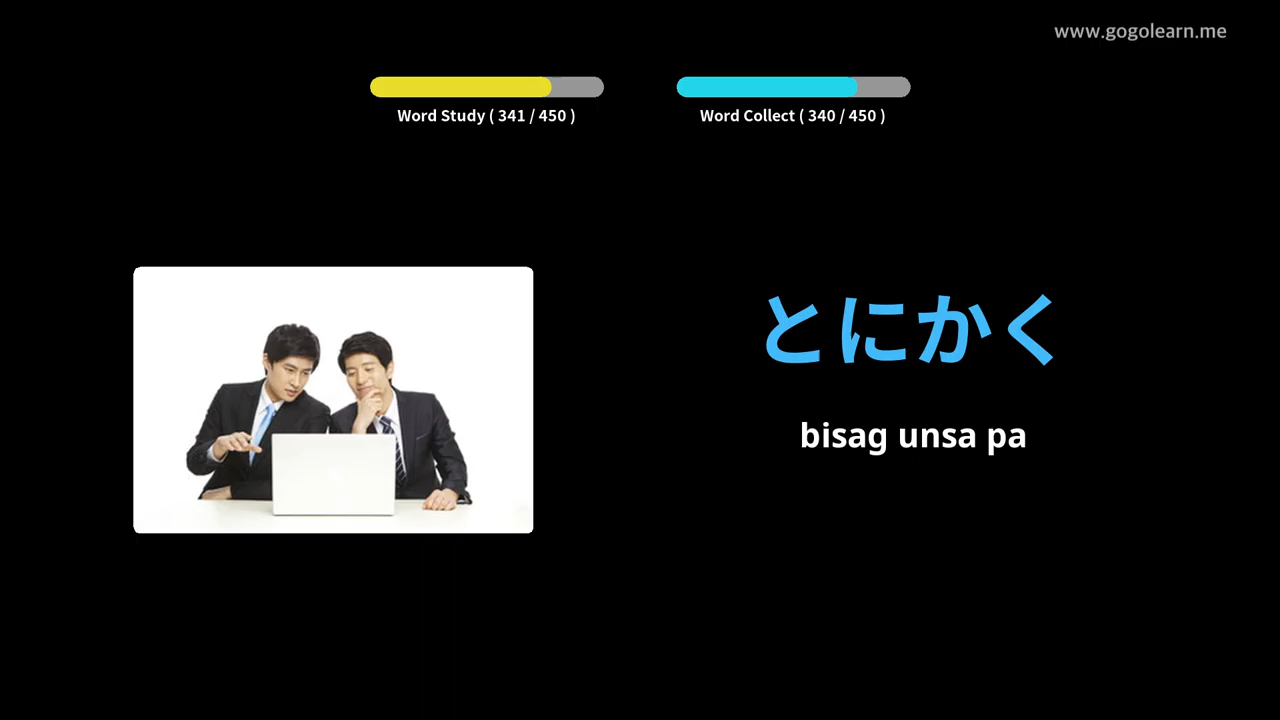 www.gogolearn.me
Word Study ( 341 / 450 )
Word Collect ( 340 / 450 )
とにかく
bisag unsa pa